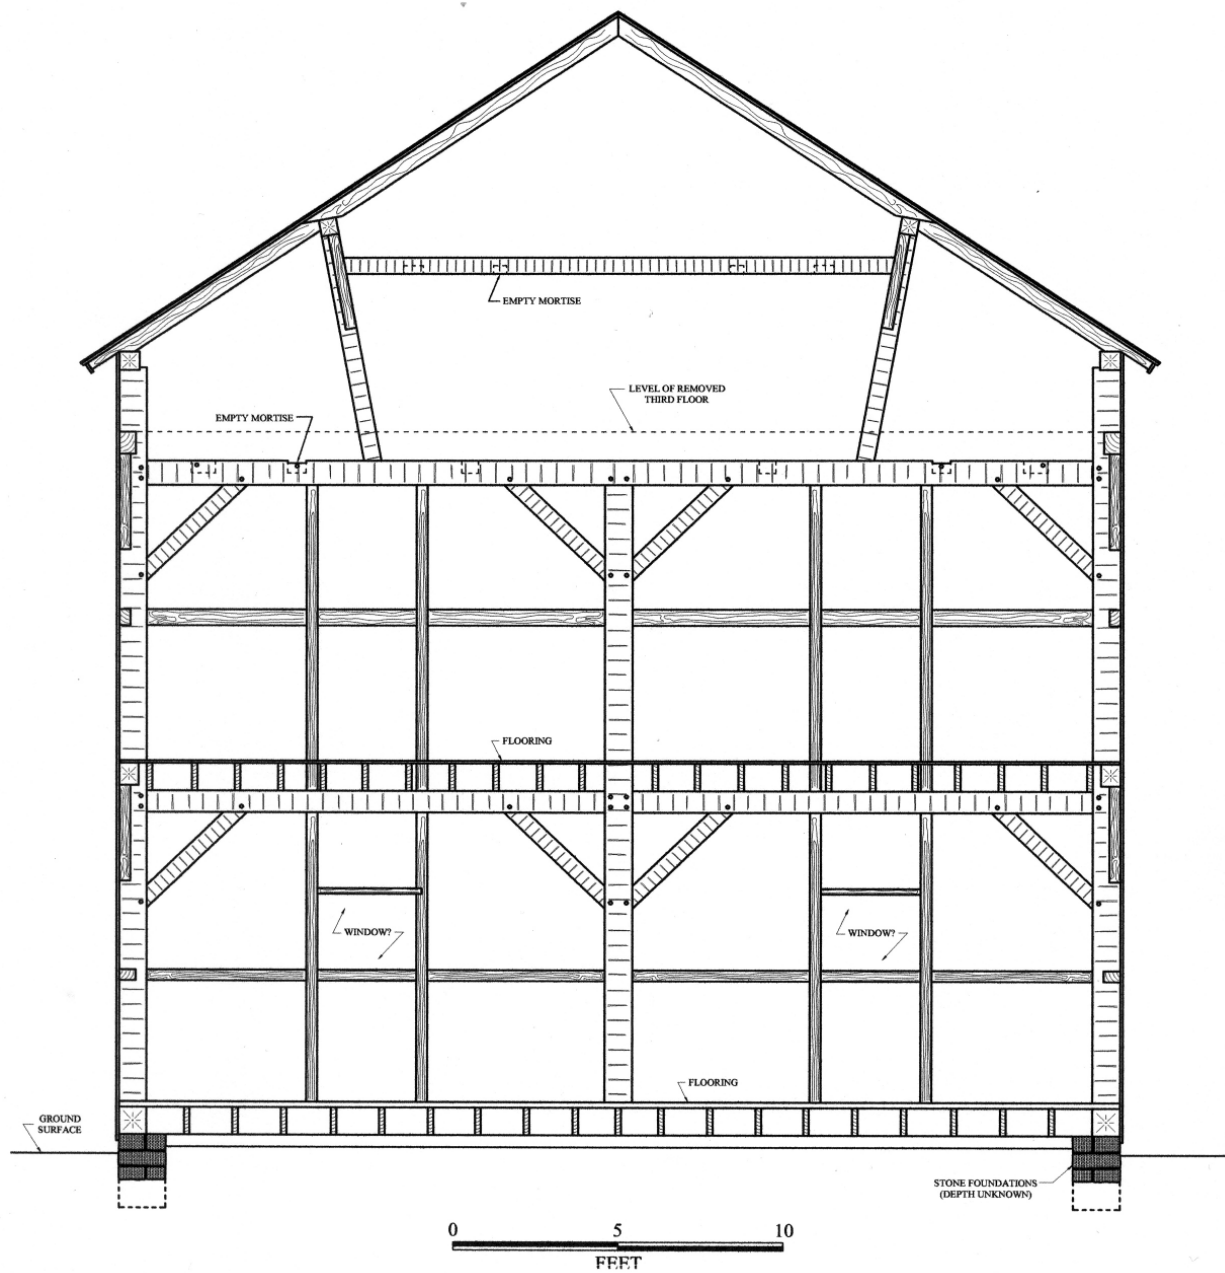 EMPTY MORTISE
LEVEL OF REMOVED
THIRD FLOOR
EMPTY MORTISE
FLOORING
WINDOW?
WINDOW?
FLOORING
GROUND
SURFACE
STONE FOUNDATIONS
(DEPTH UNKNOWN)
0 5 10
FEET